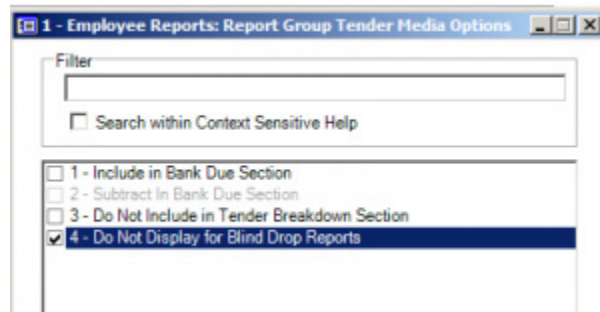 1 - Employee Reports: Report Group Tender Media Options
Filter
Search within Context Sensitive Help
1 - Include in Bank Due Section
2 - Subtract In Bank Due Section
3 - Do Not Include in Tender Breakdown Section
4 - Do Not Display for Blind Drop Reports